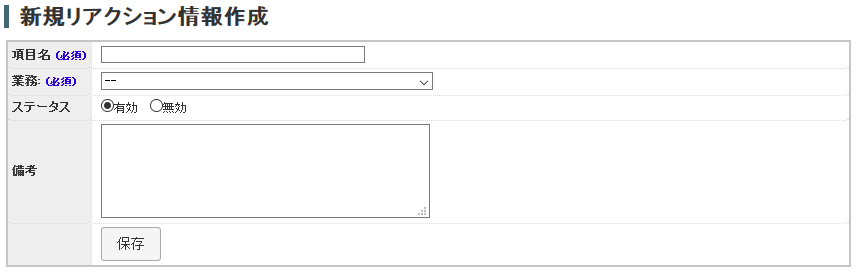 新規リアクション情報作成
項目名 (必須)
業務: (必須) --
ステータス 有効 無効
備考
保存